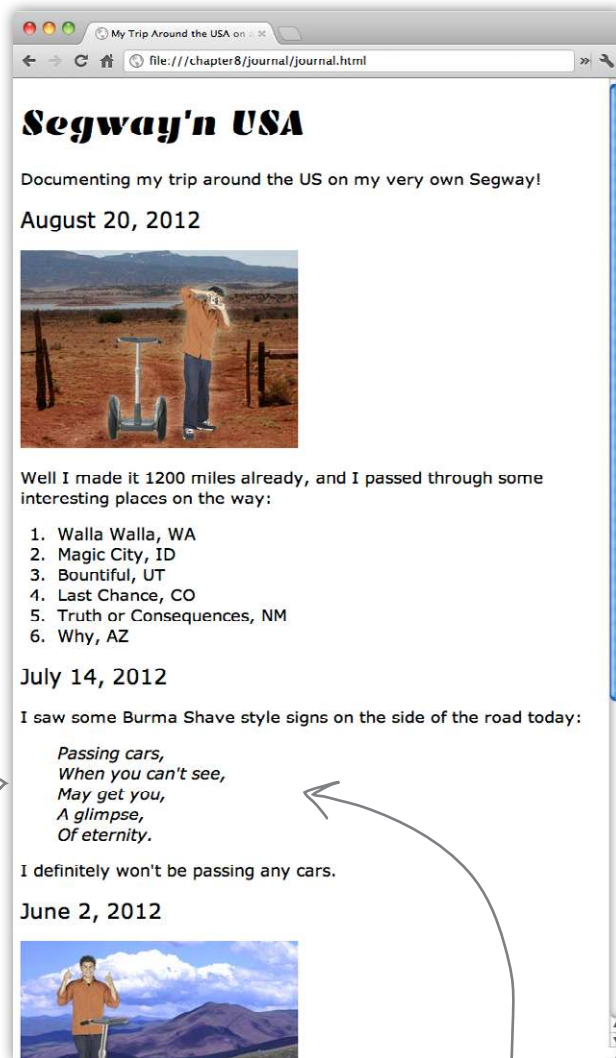 My Trip Around the USA on a
file:///chapter8/journal/journal.html
Segway'n USA
Documenting my trip around the US on my very own Segway!
August 20, 2012
Well I made it 1200 miles already, and I passed through some
interesting places on the way:
1. Walla Walla, WA
2. Magic City, ID
3. Bountiful, UT
4. Last Chance, CO
5. Truth or Consequences, NM
6. Why, AZ
July 14, 2012
I saw some Burma Shave style signs on the side of the road today:
Passing cars,
When you can't see,
May get you,
A glimpse,
Of eternity.
I definitely won't be passing any cars.
June 2, 2012